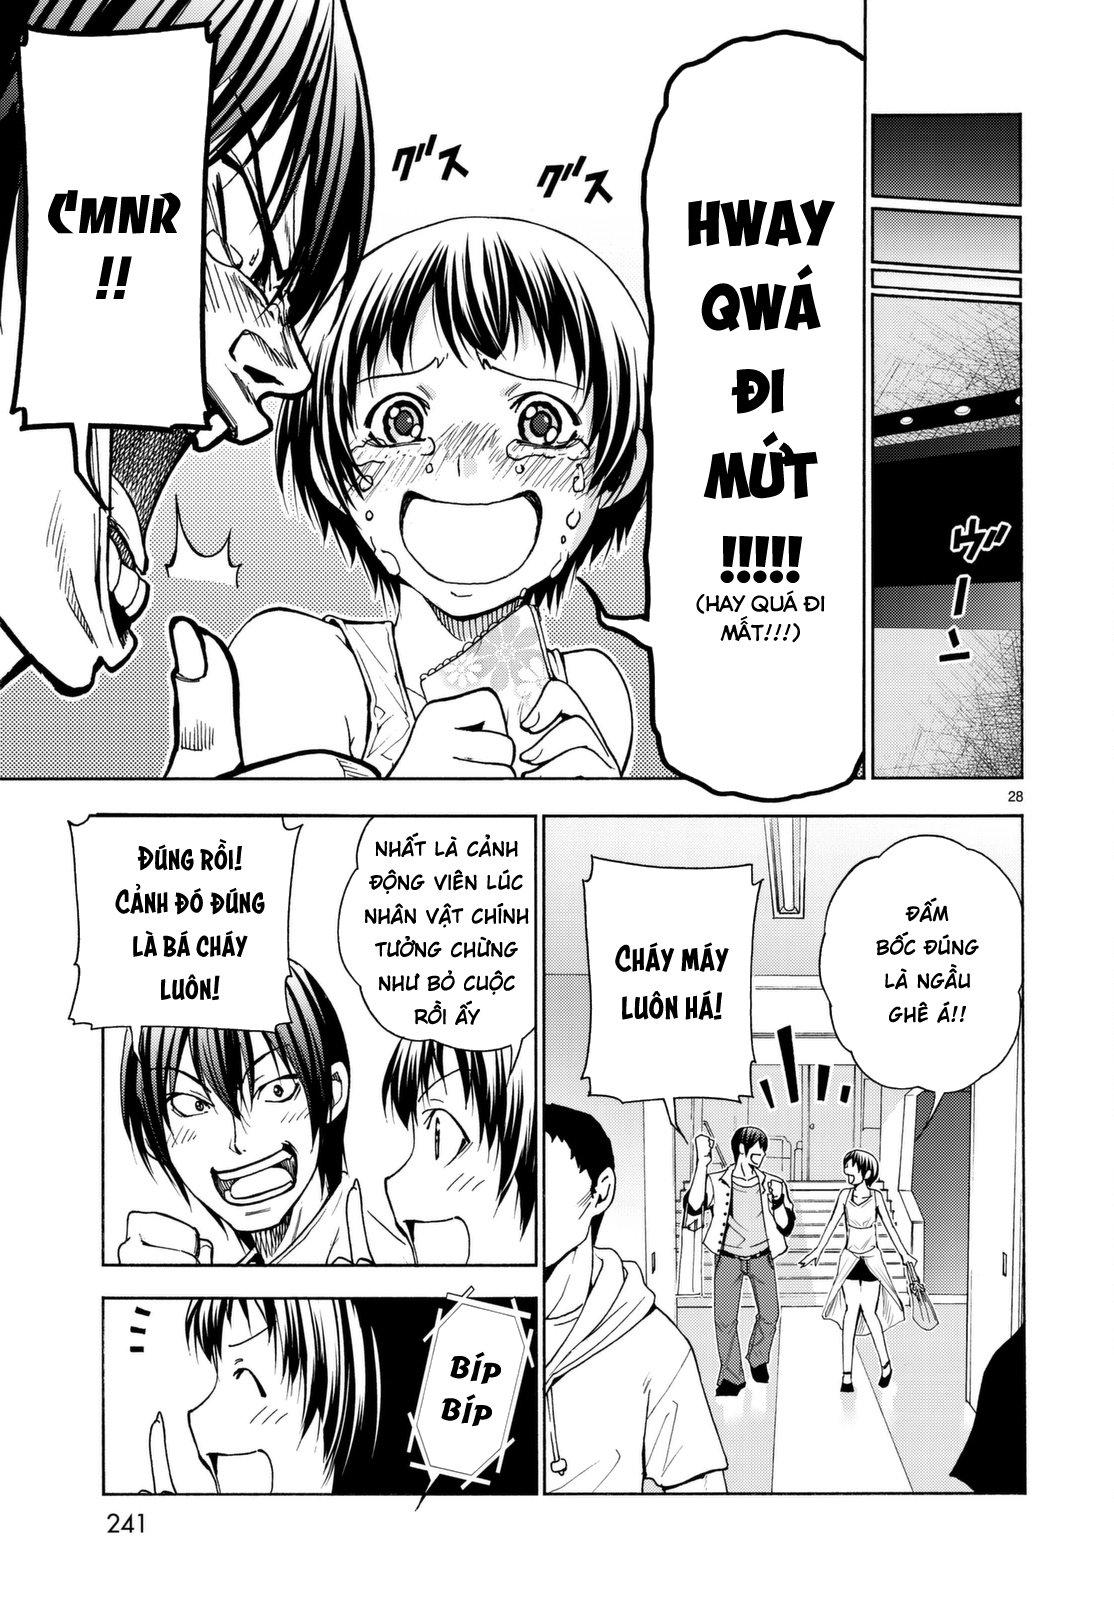 ヴーー
HWAY
QWÁ
ĐI
MỨT
!!!!!
(HAY QUÁ ĐI
MẤT!!!)
グス
グス
CMNR
!!
28
ĐẤM
BỐC ĐÚNG
LÀ NGẦU
GHÊ Á!!
CHÁY MÁY
LUÔN HÁ!
NHẤT LÀ CẢNH
ĐỘNG VIÊN LÚC
NHÂN VẬT CHÍNH
TƯỞNG CHỪNG
NHƯ BỎ CUỘC
RỒI ẤY
ĐÚNG RỒI!
CẢNH ĐÓ ĐÚNG
LÀ BÁ CHÁY
LUÔN!
BÍP
BÍP
241